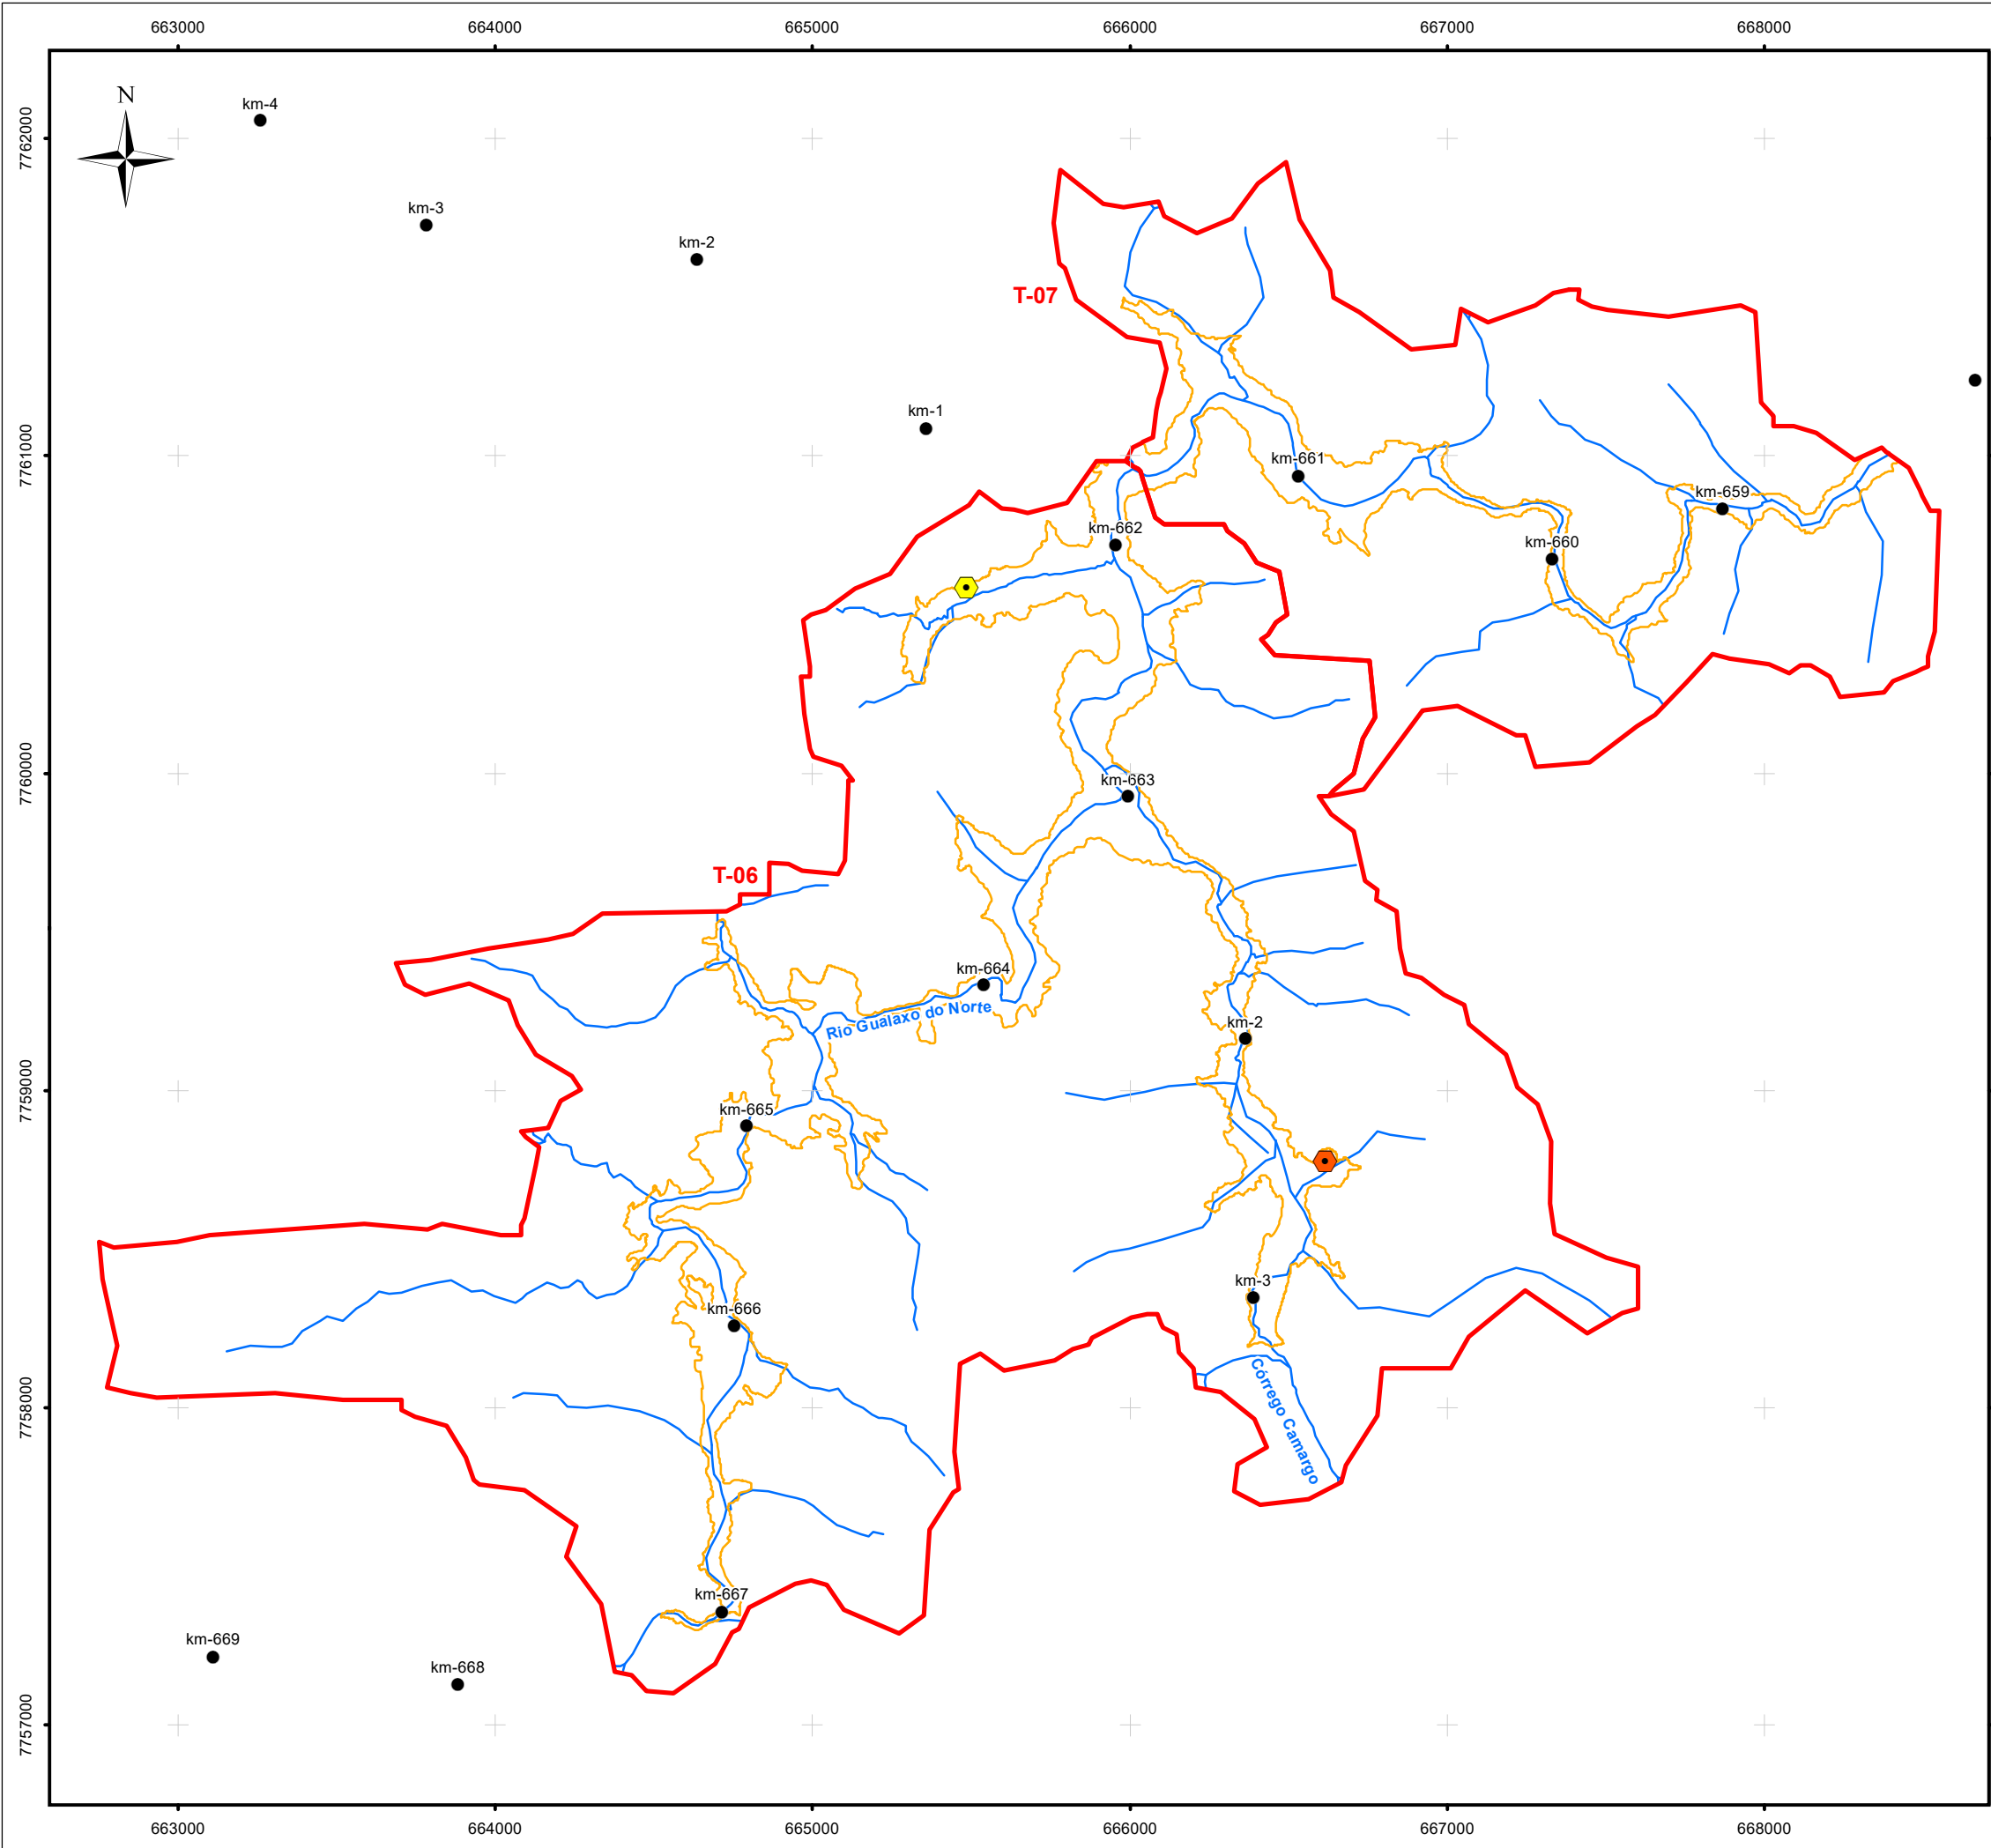 663000 664000 665000 666000 667000 668000
N
7762000
km-4
km-3
km-2
T-07
km-1
7761000
km-661
km-659
km-662
km-660
7760000
km-663
T-06
km-664
Rio Gualaxo do Norte
km-2
7759000
km-665
km-3
km-666
Córrego Camargo
7758000
km-667
km-669
km-668
7757000
663000 664000 665000 666000 667000 668000